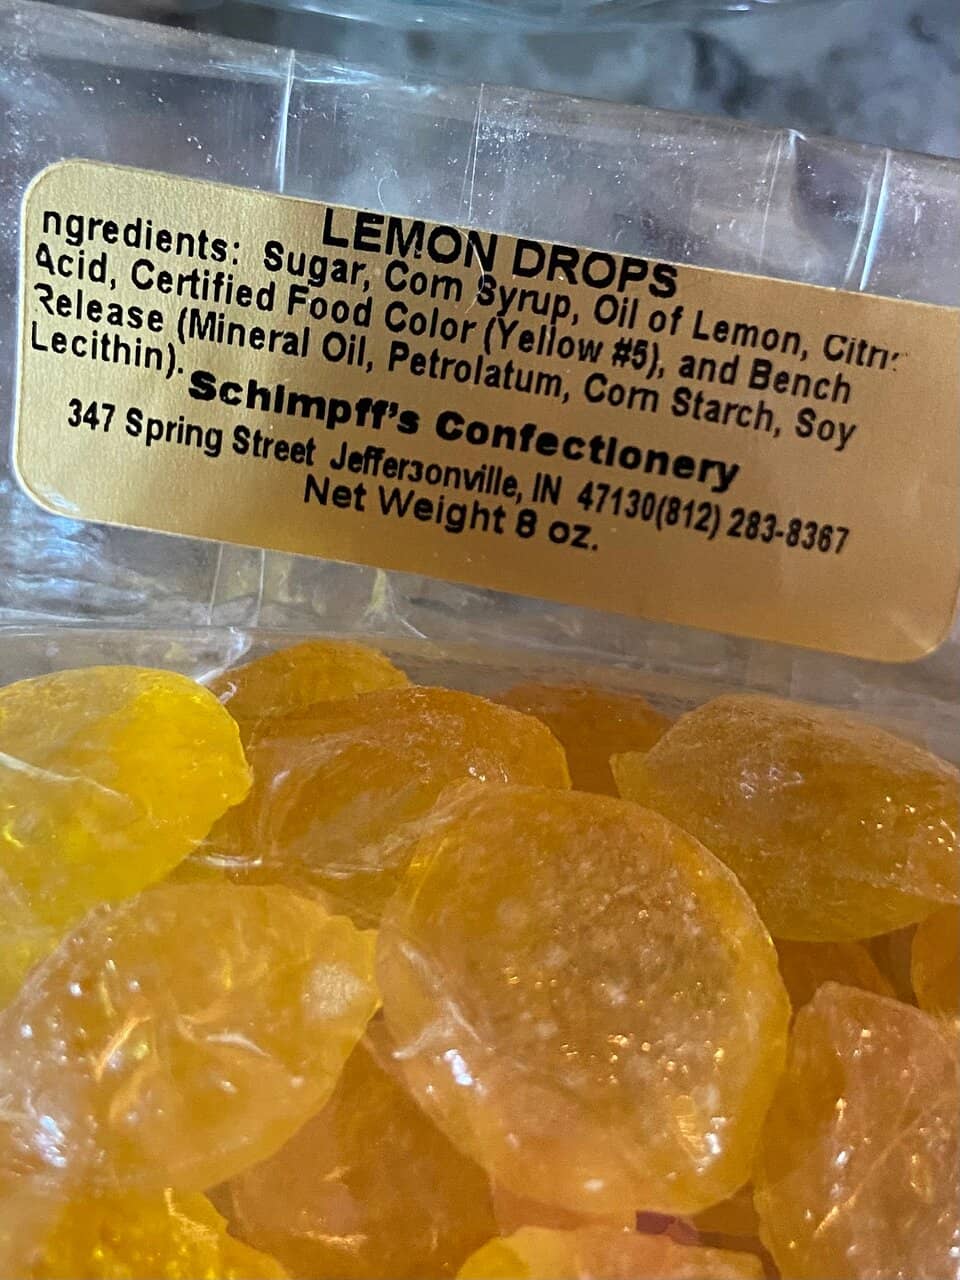 LEMON DROPS
ngredients: Sugar, Corn Syrup, Oil of Lemon, Citri
Acid, Certified Food Color (Yellow #5), and Bench
Release (Mineral Oil, Petrolatum, Corn Starch, Soy
Lecithin).
Schimpff's Confectionery
347 Spring Street Jeffersonville, IN 47130(812) 283-8367
Net Weight 8 oz.